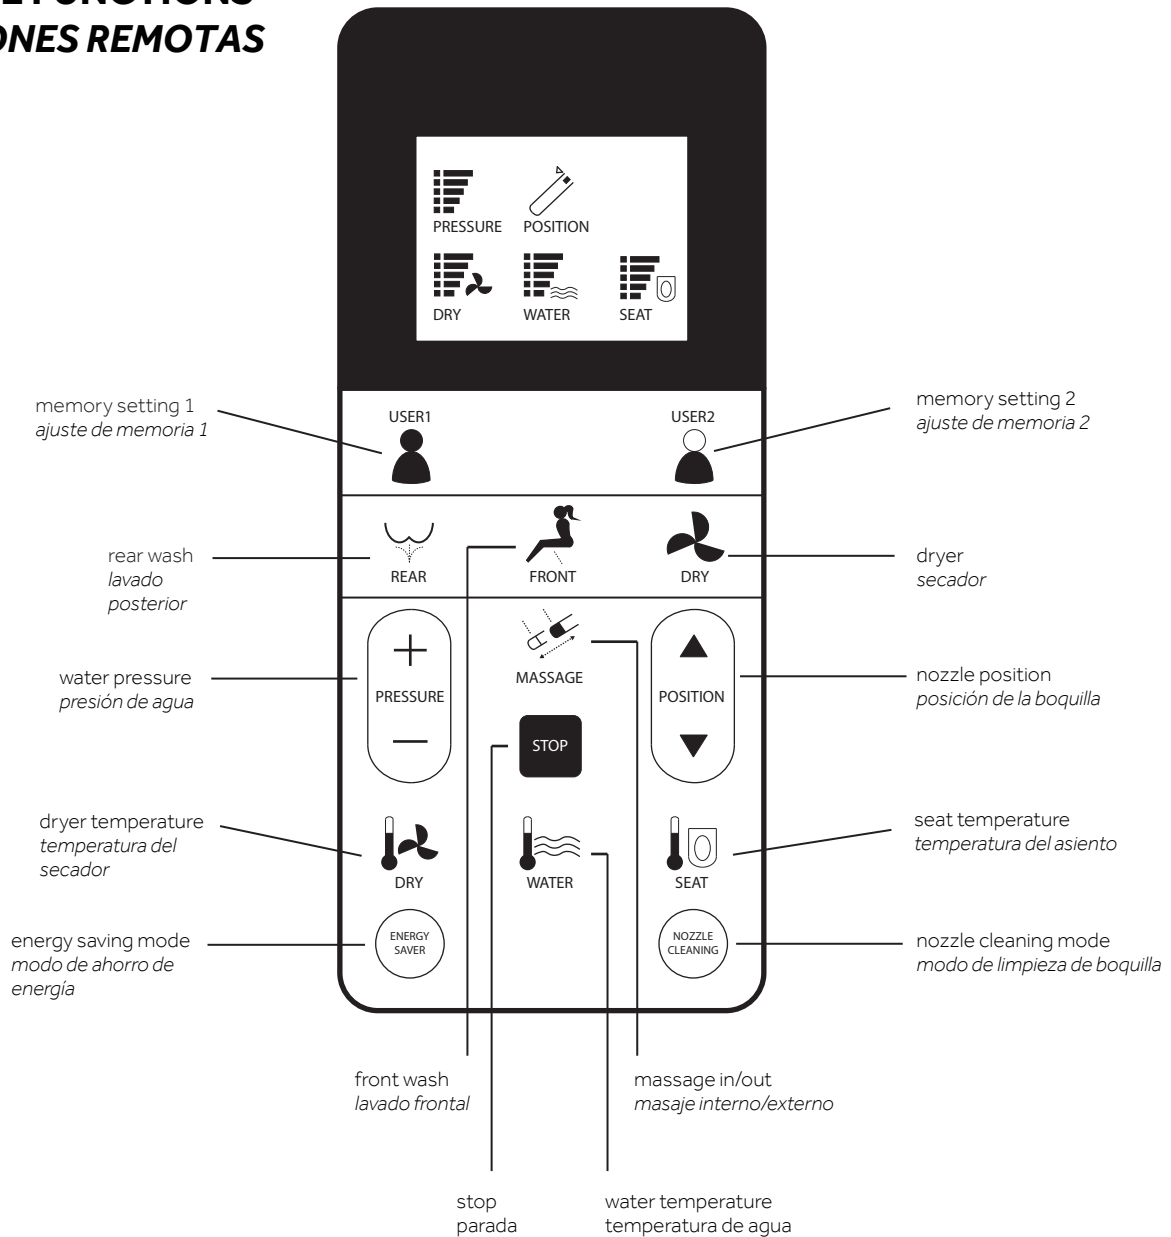 FUNCTIONS
ONES REMOTAS
PRESSURE
POSITION
DRY
WATER
SEAT
memory setting 1
ajuste de memoria 1
USER1
USER2
memory setting 2
ajuste de memoria 2
rear wash
lavado
posterior
REAR
FRONT
DRY
dryer
secador
water pressure
presión de agua
PRESSURE
MASSAGE
STOP
POSITION
nozzle position
posición de la boquilla
dryer temperature
temperatura del
secador
DRY
WATER
SEAT
seat temperature
temperatura del asiento
energy saving mode
modo de ahorro de
energía
ENERGY
SAVER
NOZZLE
CLEANING
nozzle cleaning mode
modo de limpieza de boquilla
front wash
lavado frontal
massage in/out
masaje interno/externo
stop
parada
water temperature
temperatura de agua